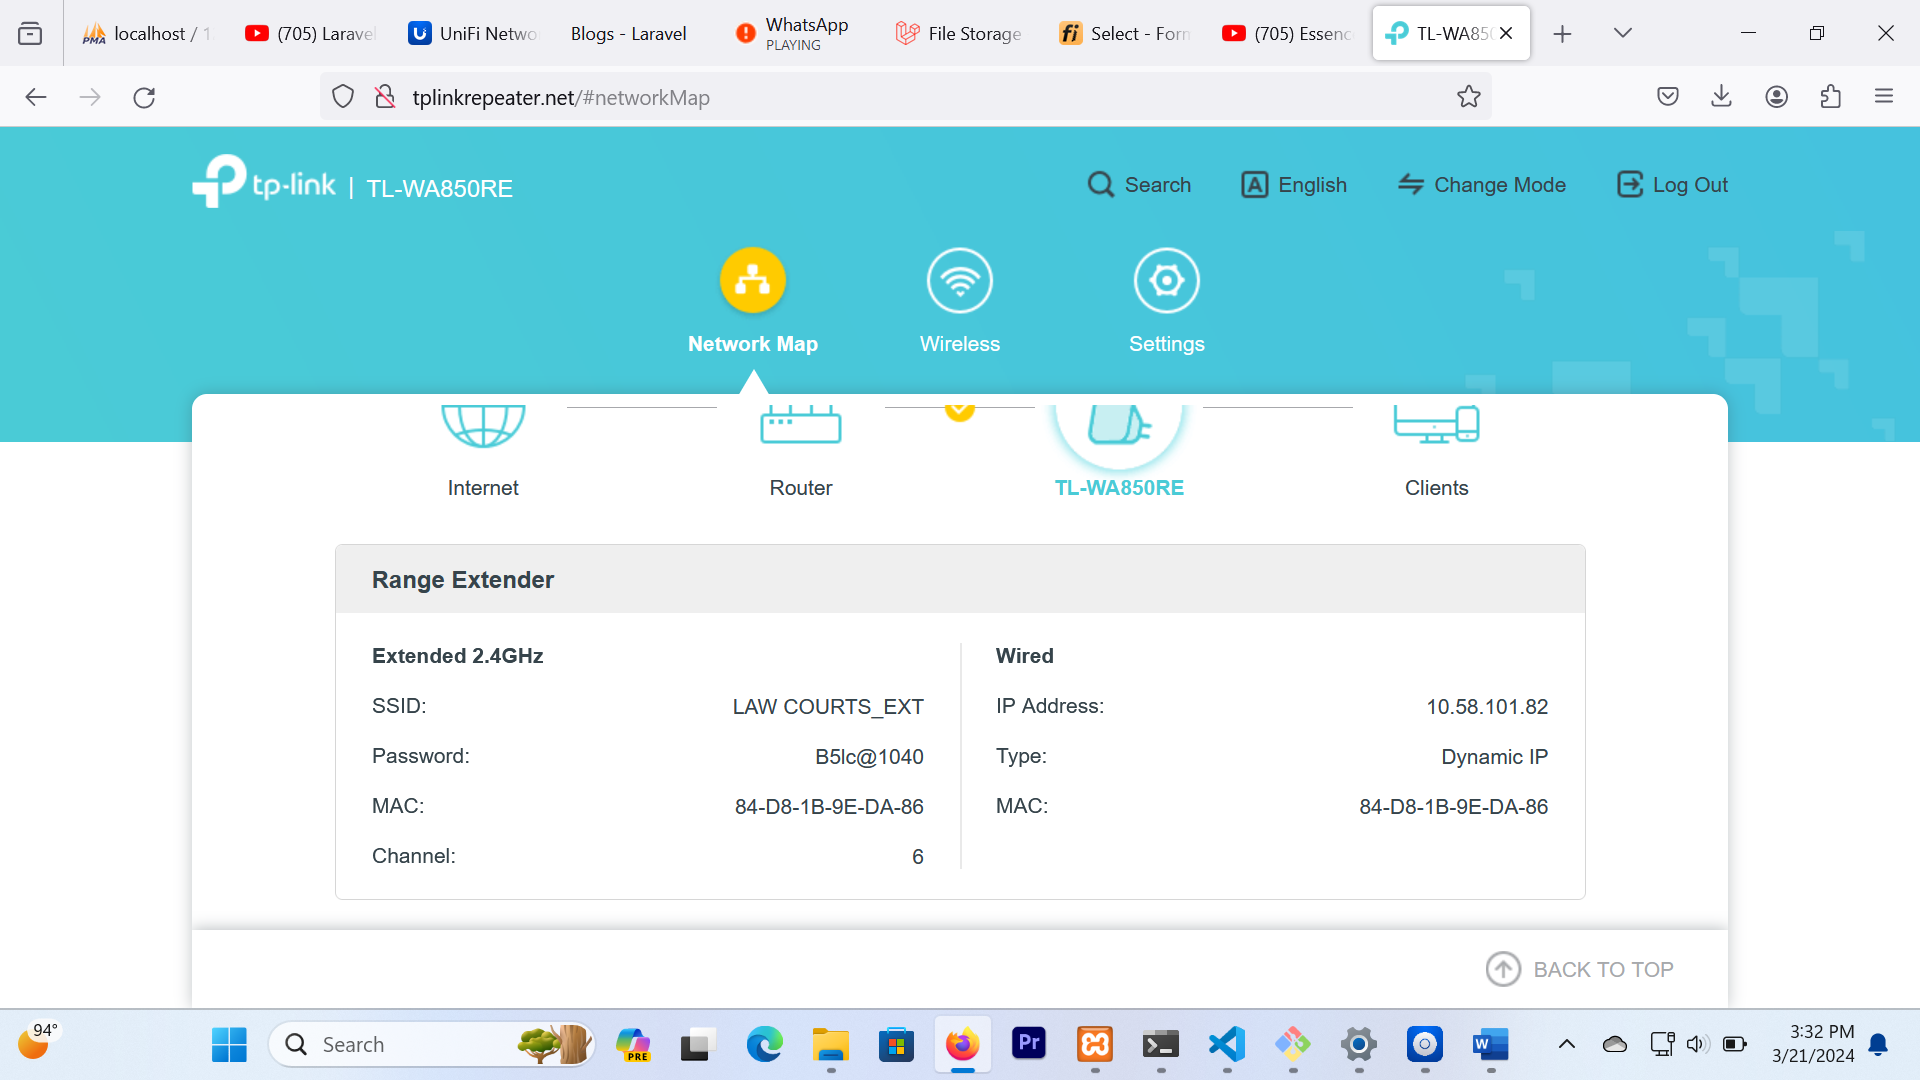 localhost / 1
(705) Laravel
UniFi Netwo
Blogs - Laravel
WhatsApp
PLAYING
File Storage
Select - Forn
(705) Essenc
TL-WA850
tplinkrepeater.net/#networkMap
tp-link | TL-WA850RE
Search
English
Change Mode
Log Out
Network Map
Wireless
Settings
Internet
Router
TL-WA850RE
Clients
Range Extender
Extended 2.4GHz
SSID: LAW COURTS_EXT
Password: B5lc@1040
MAC: 84-D8-1B-9E-DA-86
Channel: 6
Wired
IP Address: 10.58.101.82
Type: Dynamic IP
MAC: 84-D8-1B-9E-DA-86
BACK TO TOP
94°
Search
PRE
Pr
W
3:32 PM
3/21/2024